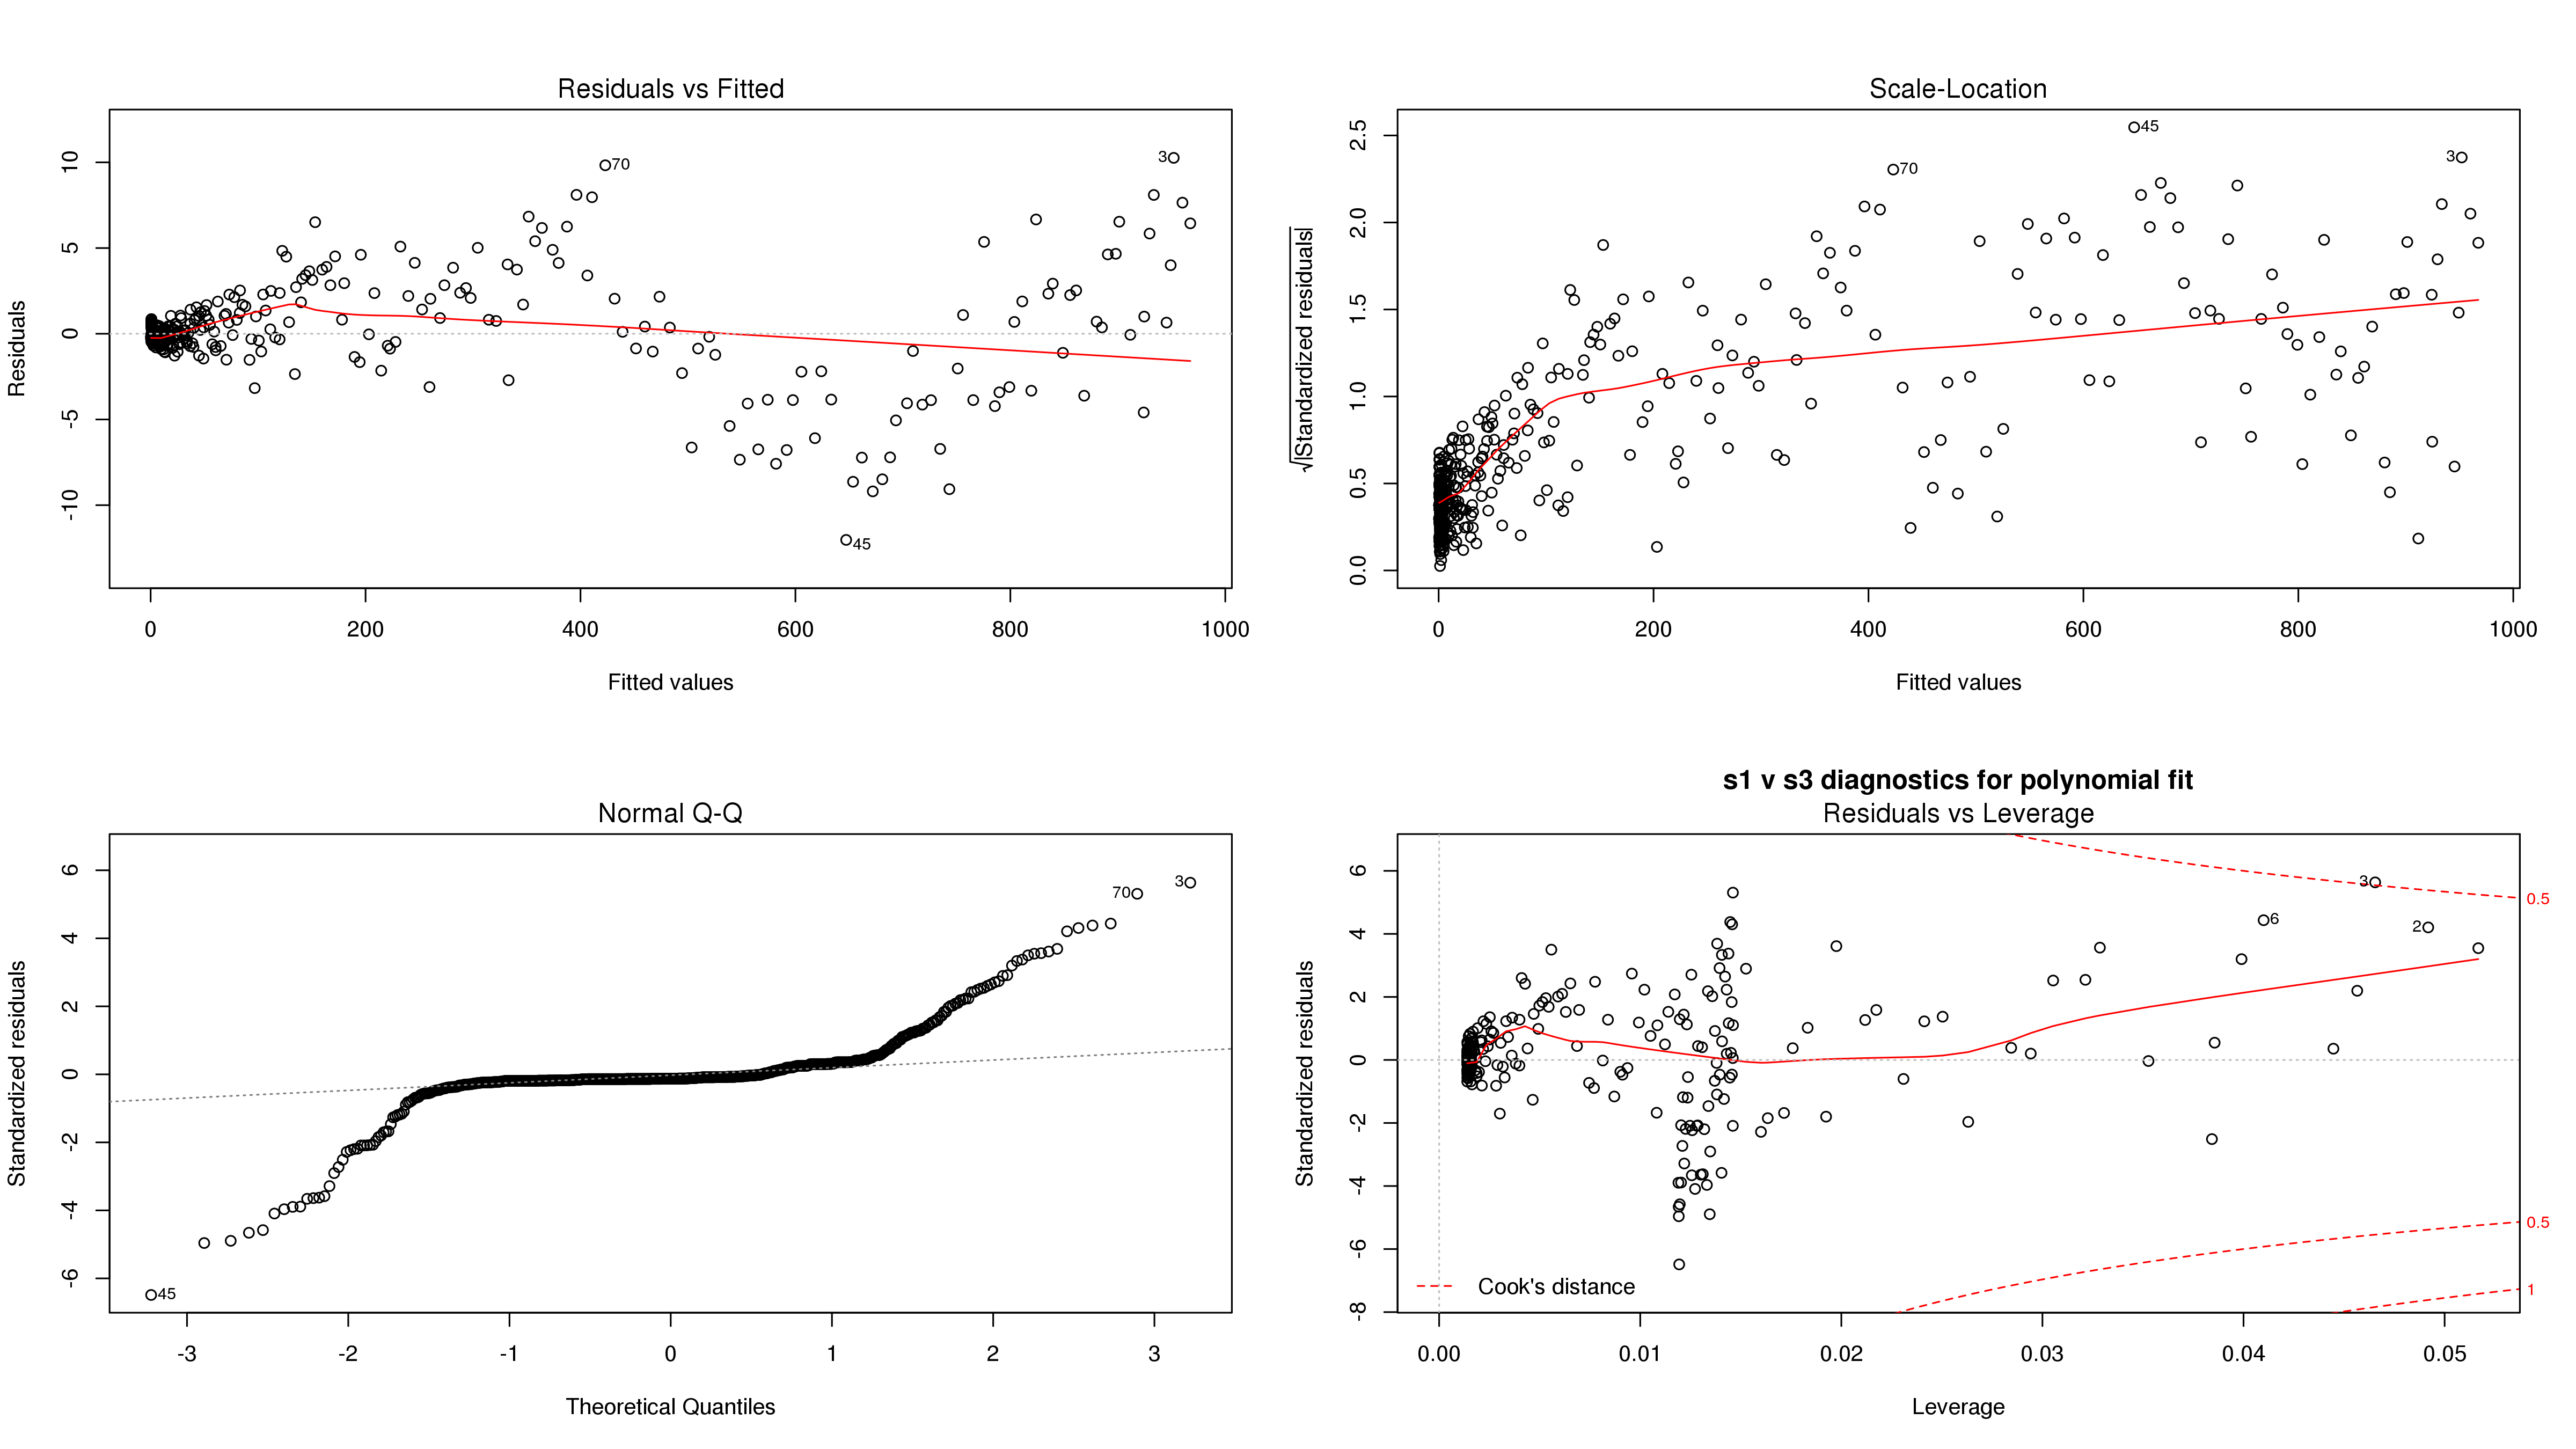 Residuals vs Fitted
Residuals
10
5
0
-5
-10
70
3
45
0 200 400 600 800 1000
Fitted values
Scale-Location
√|Standardized residuals|
2.5
2.0
1.5
1.0
0.5
0.0
45
3
70
0 200 400 600 800 1000
Fitted values
Normal Q-Q
Standardized residuals
6
4
2
0
-2
-4
-6
70
3
45
-3 -2 -1 0 1 2 3
Theoretical Quantiles
s1 v s3 diagnostics for polynomial fit
Residuals vs Leverage
Standardized residuals
6
4
2
0
-2
-4
-6
-8
3
6
2
0.5
0.5
1
Cook's distance
0.00 0.01 0.02 0.03 0.04 0.05
Leverage